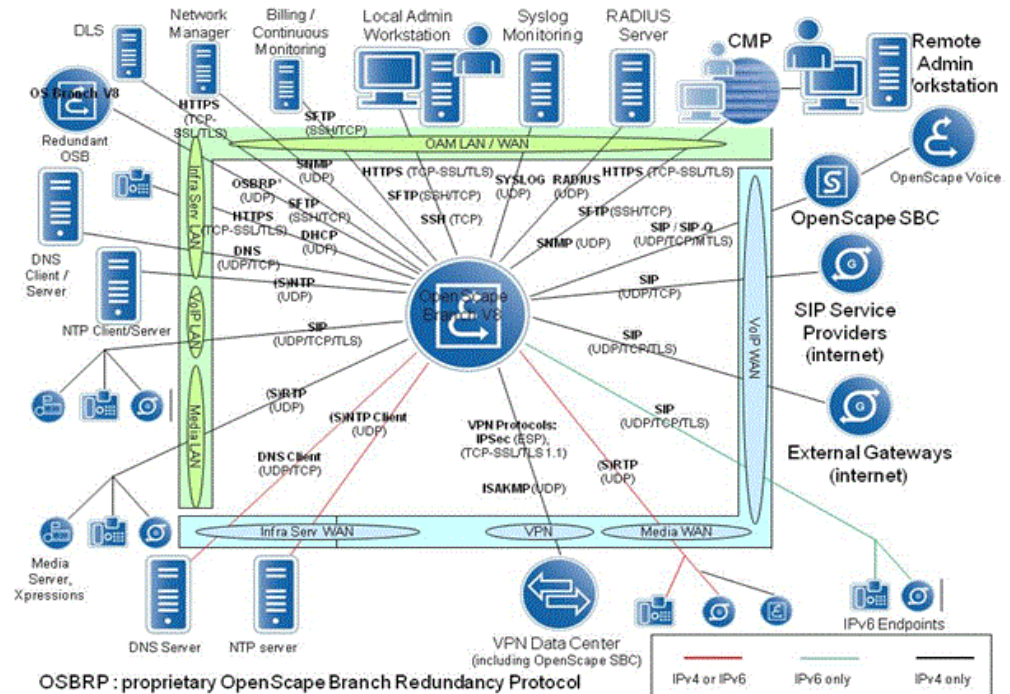 DLS
Network
Manager
Billing /
Continuous
Monitoring
Local Admin
Workstation
Syslog
Monitoring
RADIUS
Server
CMP
Remote
Admin
Workstation
OS Branch V8
Redundant
OSB
HTTPS
(TCP-
SSL/TLS)
SFTP
(SSH/TCP)
OAM LAN / WAN
SNMP
(UDP)
HTTPS (TCP-SSL/TLS)
SYSLOG
(UDP)
RADIUS
(UDP)
HTTPS (TCP-SSL/TLS)
OpenScape Voice
Infra Serv LAN
OSBRP*
(UDP)
SFTP
(SSH/TCP)
SFTP(SSH/TCP)
SSH (TCP)
SFTP(SSH/TCP)
OpenScape SBC
HTTPS
(TCP-SSL/TLS)
DHCP
(UDP)
SNMP (UDP)
SIP / SIP-Q
(UDP/TCP/MTLS)
DNS
(UDP/TCP)
DNS
Client /
Server
(S)NTP
(UDP)
SIP
(UDP/TCP)
OpenScape
Branch V8
SIP Service
Providers
(internet)
NTP Client/Server
VoIP LAN
SIP
(UDP/TCP/TLS)
SIP
(UDP/TCP/TLS)
VoIP WAN
(S)RTP
(UDP)
Media LAN
(S)NTP Client
(UDP)
VPN Protocols:
IPSec (ESP),
(TCP-SSL/TLS 1.1)
SIP
(UDP/TCP/TLS)
External Gateways
(internet)
DNS Client
(UDP/TCP)
ISAKMP(UDP)
(S)RTP
(UDP)
Infra Serv WAN
VPN
Media WAN
Media
Server,
Xpressions
DNS Server
NTP server
VPN Data Center
(including OpenScape SBC)
IPv6 Endpoints
IPv4 or IPv6
IPv6 only
IPv4 only
OSBRP : proprietary OpenScape Branch Redundancy Protocol